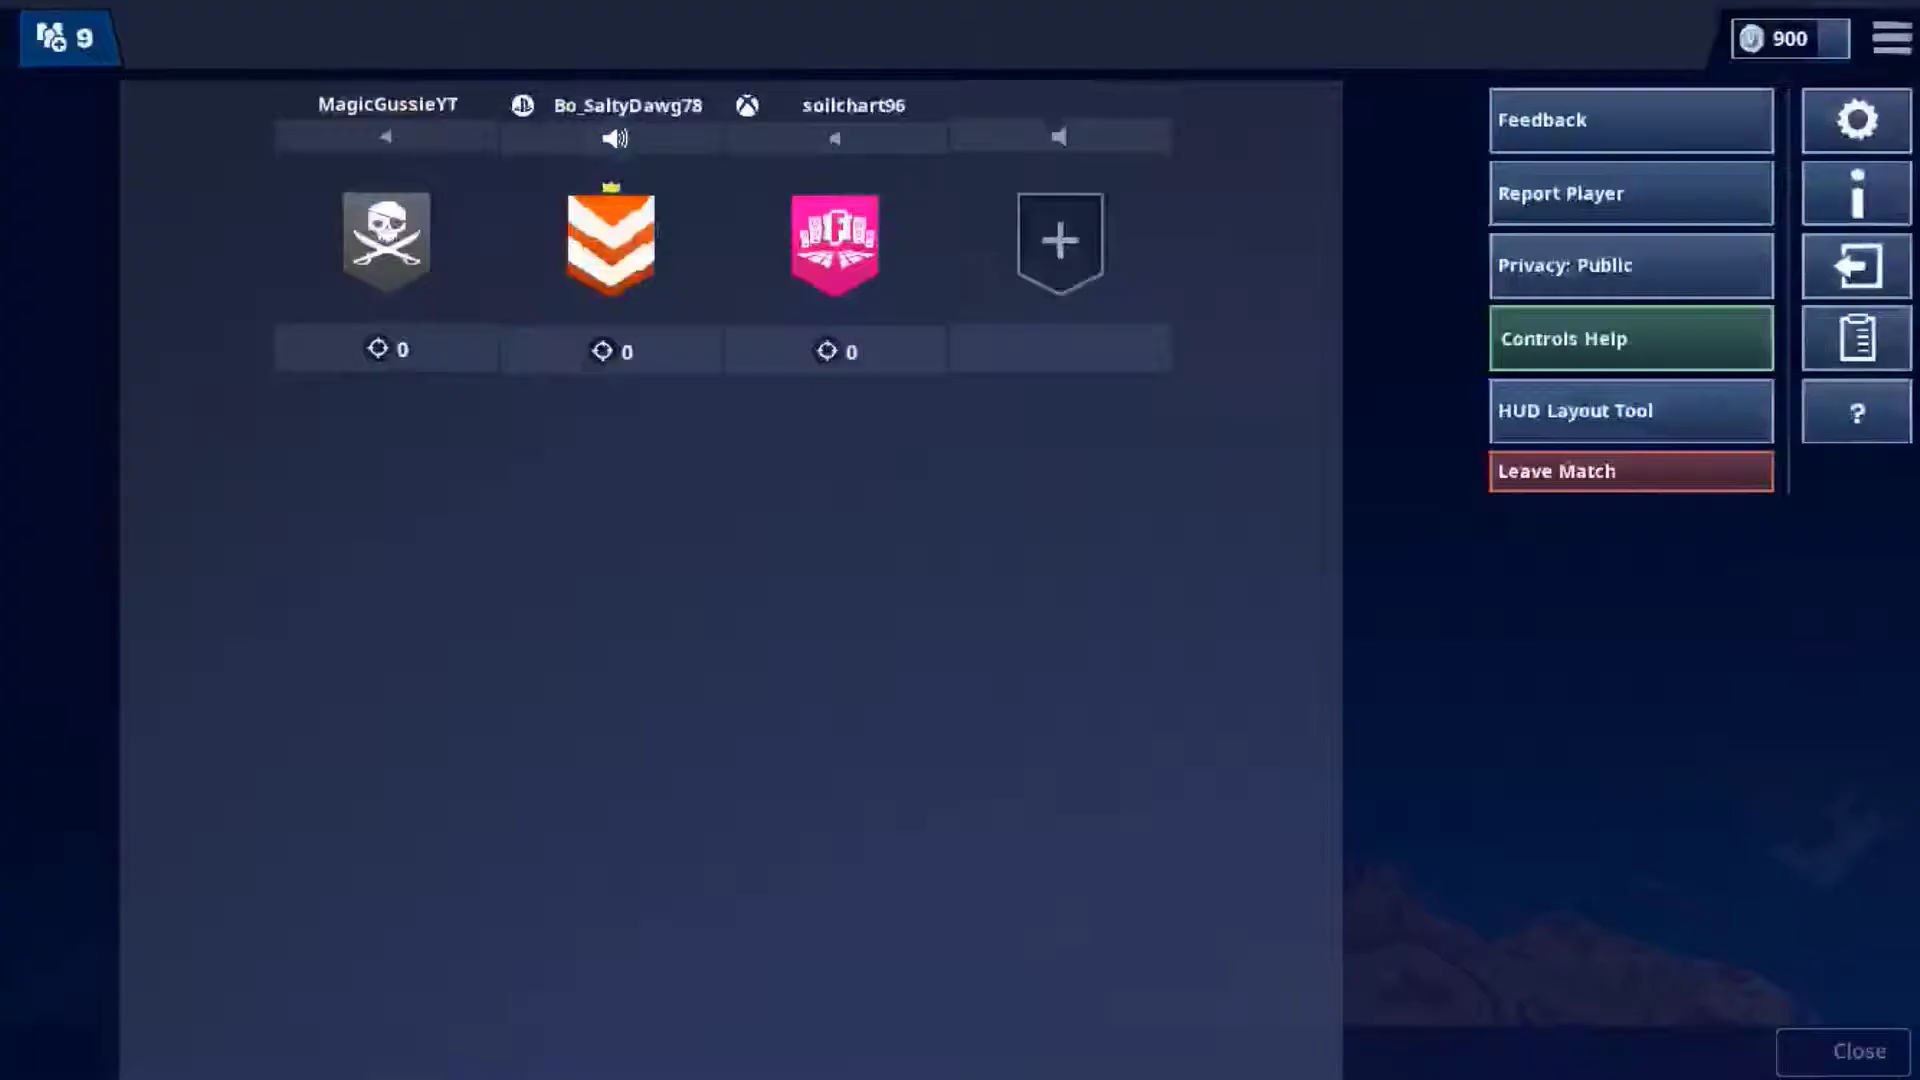 9
900
MagicGussieYT
Bo_SaltyDawg78
soilchart96
0
0
0
Feedback
Report Player
Privacy: Public
Controls Help
HUD Layout Tool
?
Leave Match
Close